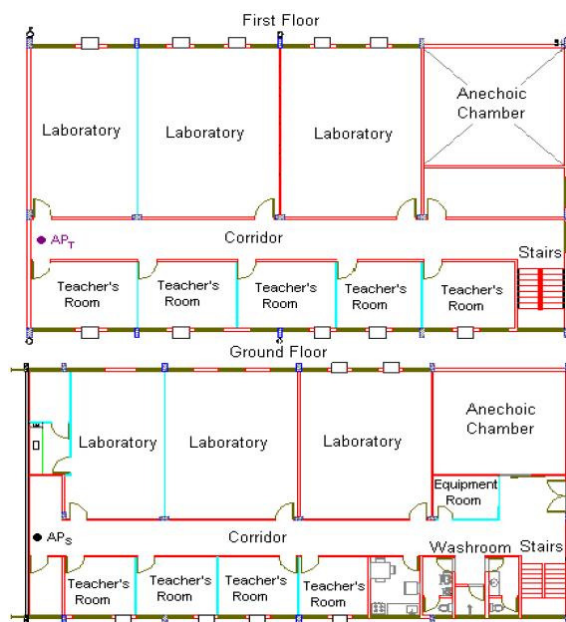 First Floor
Anechoic
Chamber
Laboratory
Laboratory
Laboratory
AP_T
Corridor
Stairs
Teacher's
Room
Teacher's
Room
Teacher's
Room
Teacher's
Room
Teacher's
Room
Ground Floor
Laboratory
Laboratory
Laboratory
Anechoic
Chamber
Equipment
Room
AP_S
Corridor
Washroom
Stairs
Teacher's
Room
Teacher's
Room
Teacher's
Room
Teacher's
Room